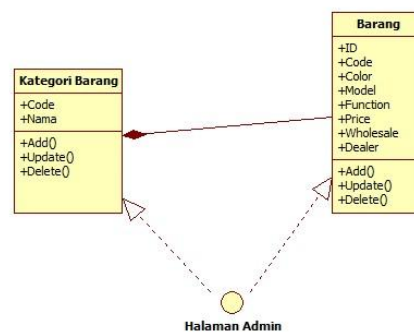 Kategori Barang
+Code
+Nama
+Add()
+Update()
+Delete()
Barang
+ID
+Code
+Color
+Model
+Function
+Price
+Wholesale
+Dealer
+Add()
+Update()
+Delete()
Halaman Admin